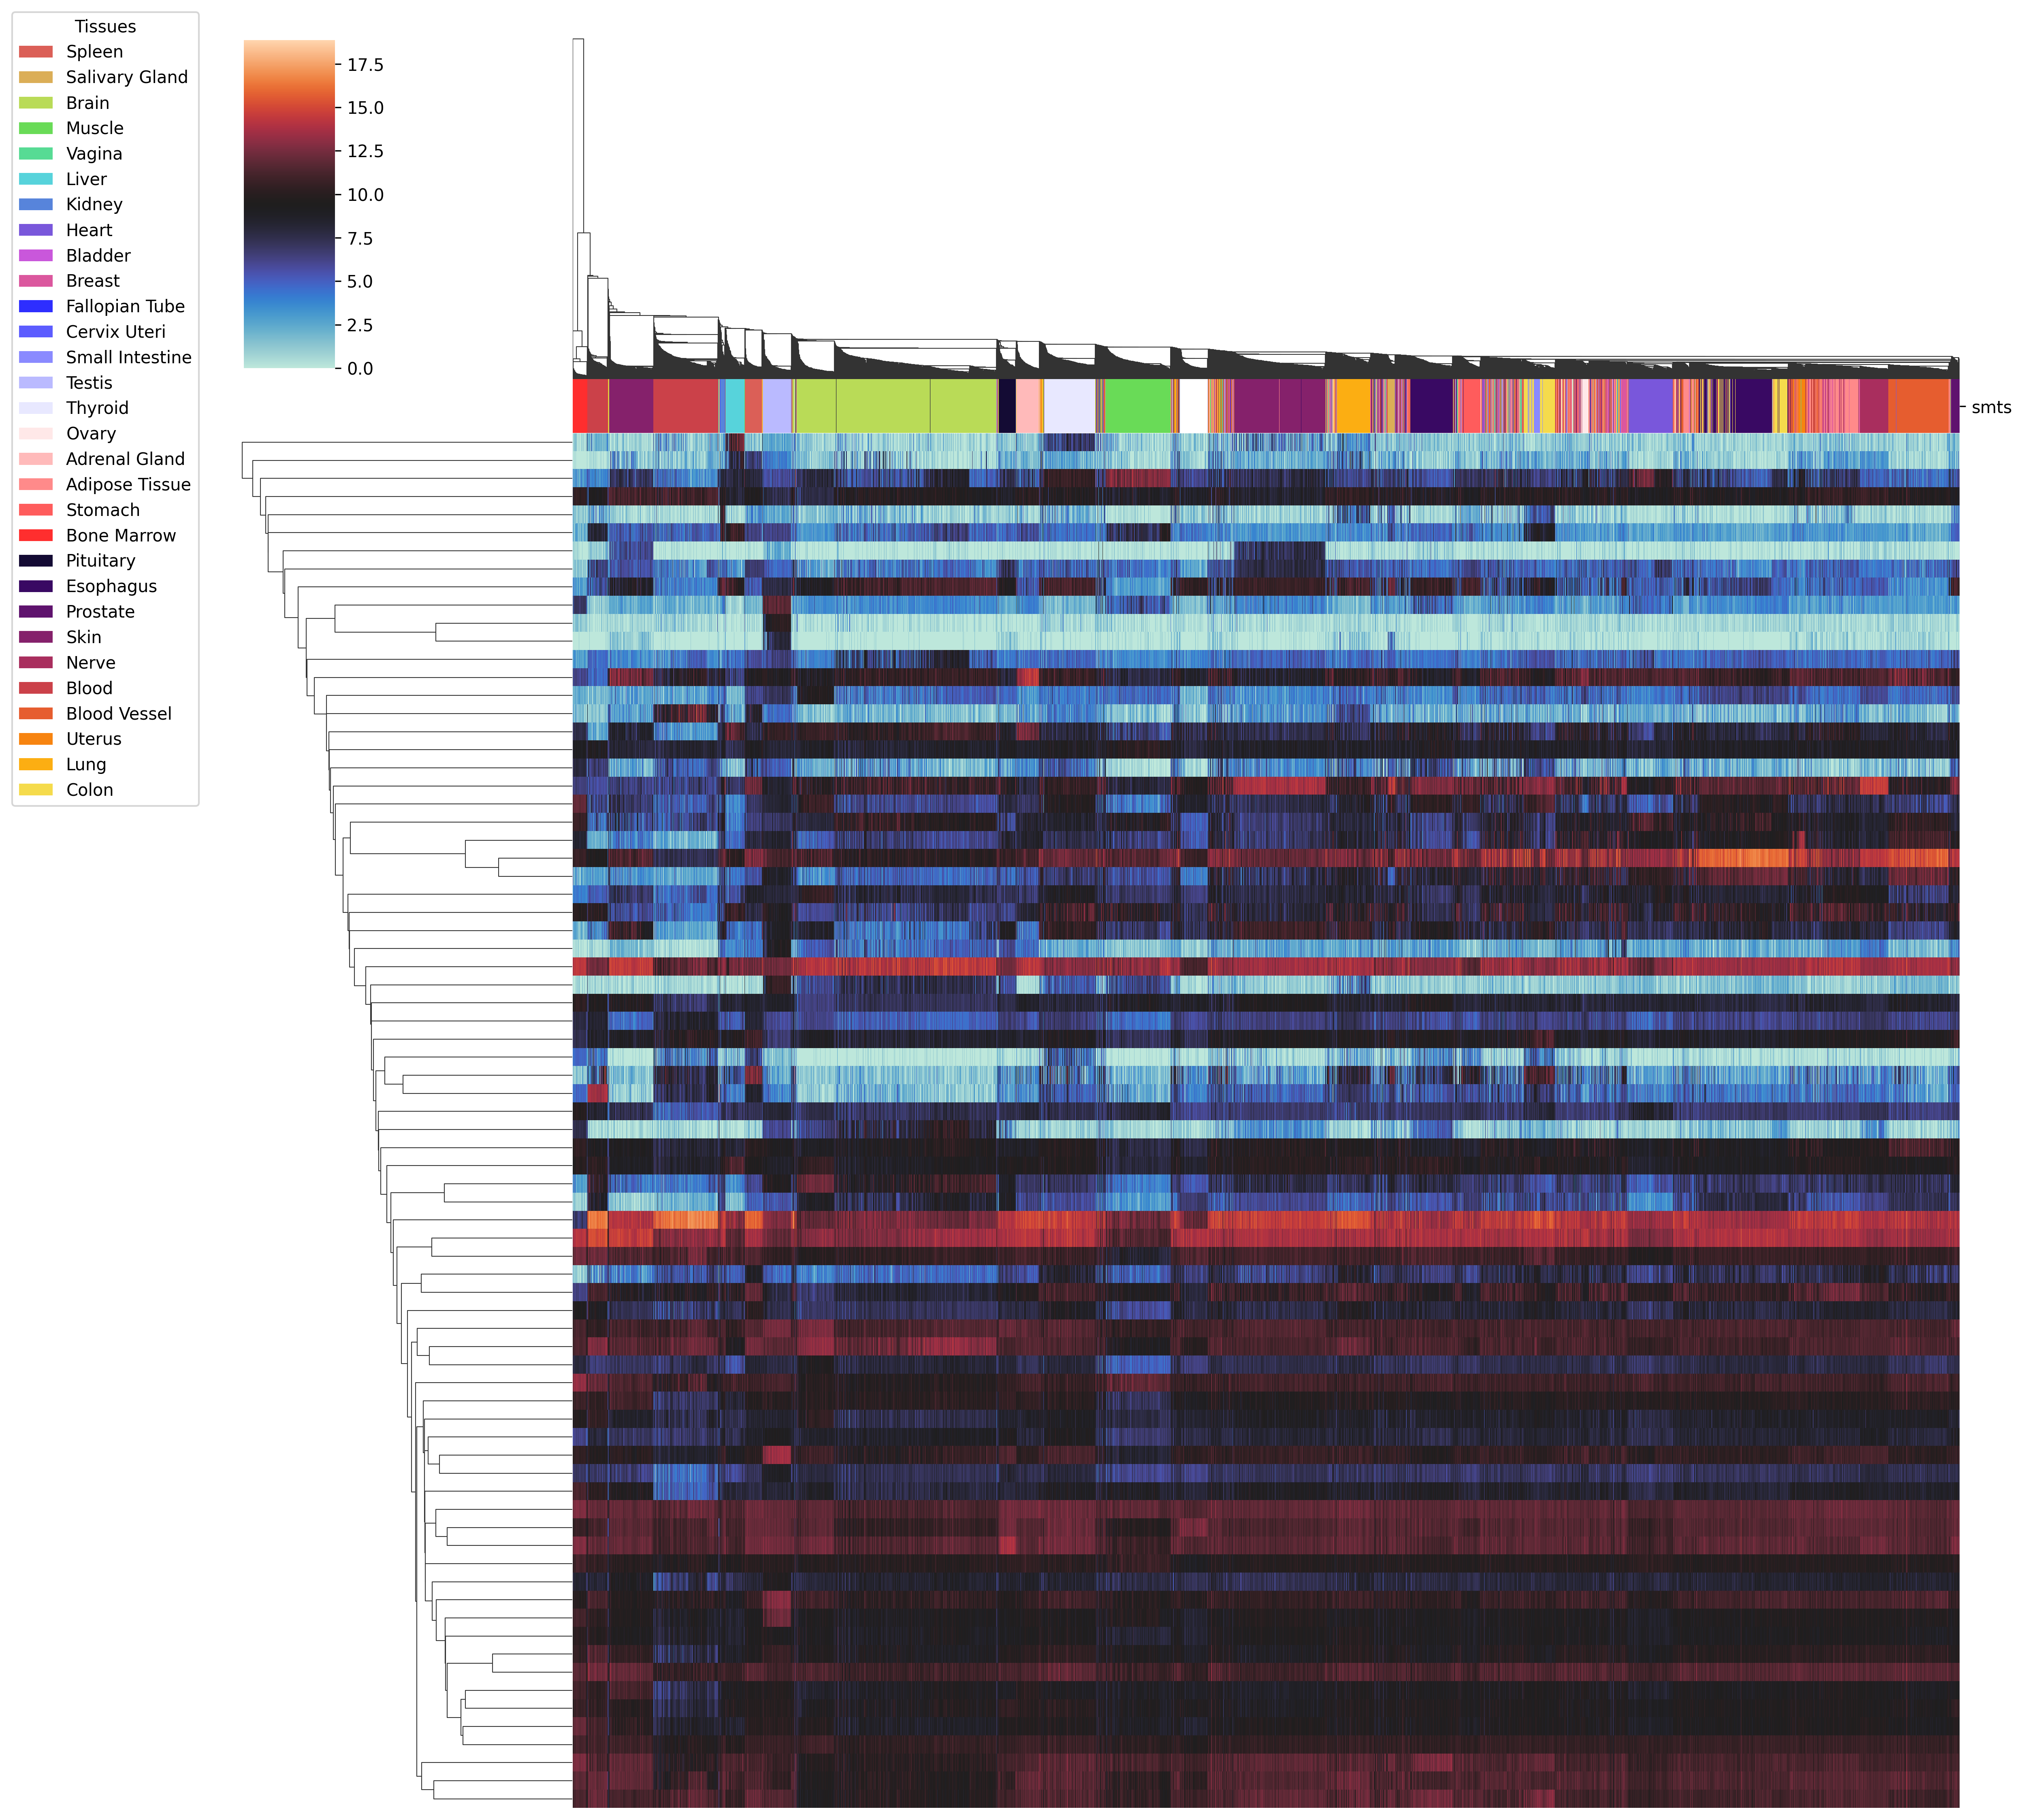 Tissues
Spleen
Salivary Gland
Brain
Muscle
Vagina
Liver
Kidney
Heart
Bladder
Breast
Fallopian Tube
Cervix Uteri
Small Intestine
Testis
Thyroid
Ovary
Adrenal Gland
Adipose Tissue
Stomach
Bone Marrow
Pituitary
Esophagus
Prostate
Skin
Nerve
Blood
Blood Vessel
Uterus
Lung
Colon
17.5
15.0
12.5
10.0
7.5
5.0
2.5
0.0
smts